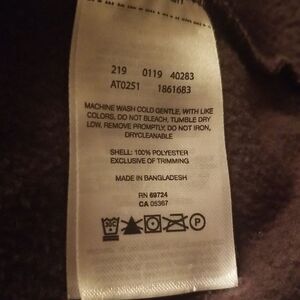 219 0119 40283
AT0251 1861683
MACHINE WASH COLD GENTLE, WITH LIKE
COLORS, DO NOT BLEACH, TUMBLE DRY
LOW, REMOVE PROMPTLY, DO NOT IRON,
DRYCLEANABLE
SHELL: 100% POLYESTER
EXCLUSIVE OF TRIMMING
MADE IN BANGLADESH
RN 69724
CA 05367
P